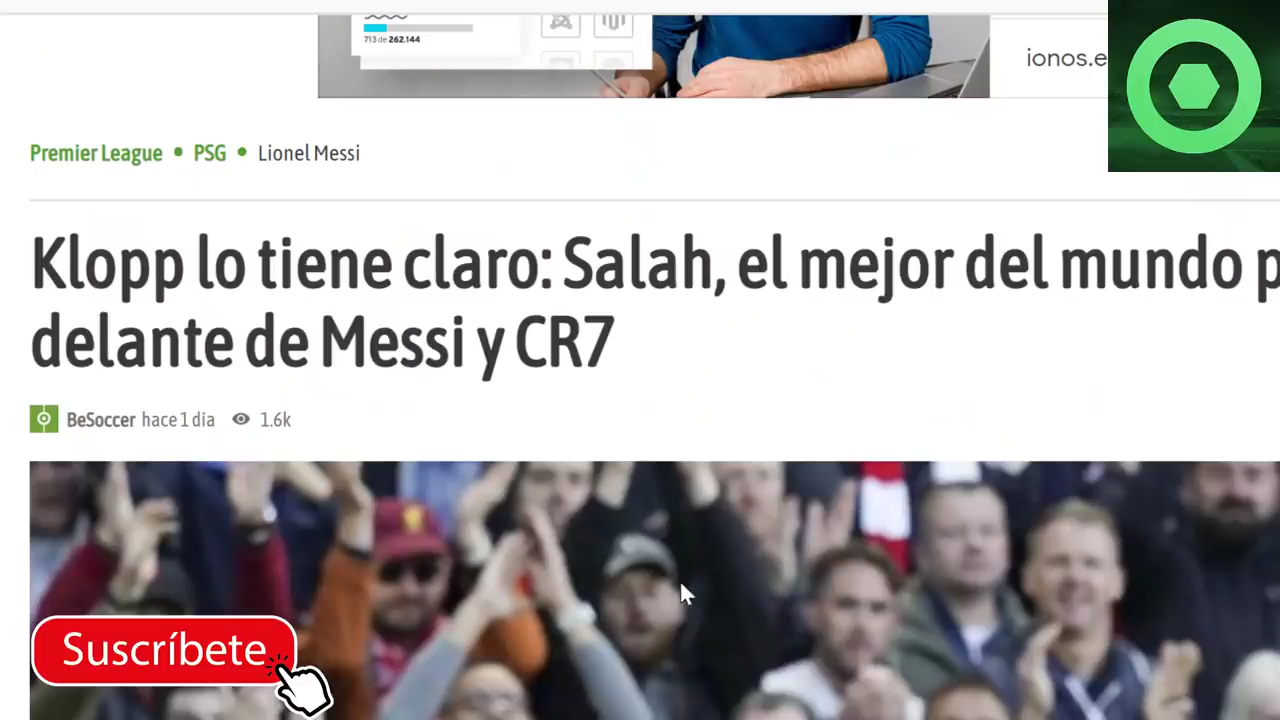 713 de 262.144
ionos.e
Premier League • PSG • Lionel Messi
Klopp lo tiene claro: Salah, el mejor del mundo p
delante de Messi y CR7
BeSoccer hace 1 día 1.6k
Suscríbete